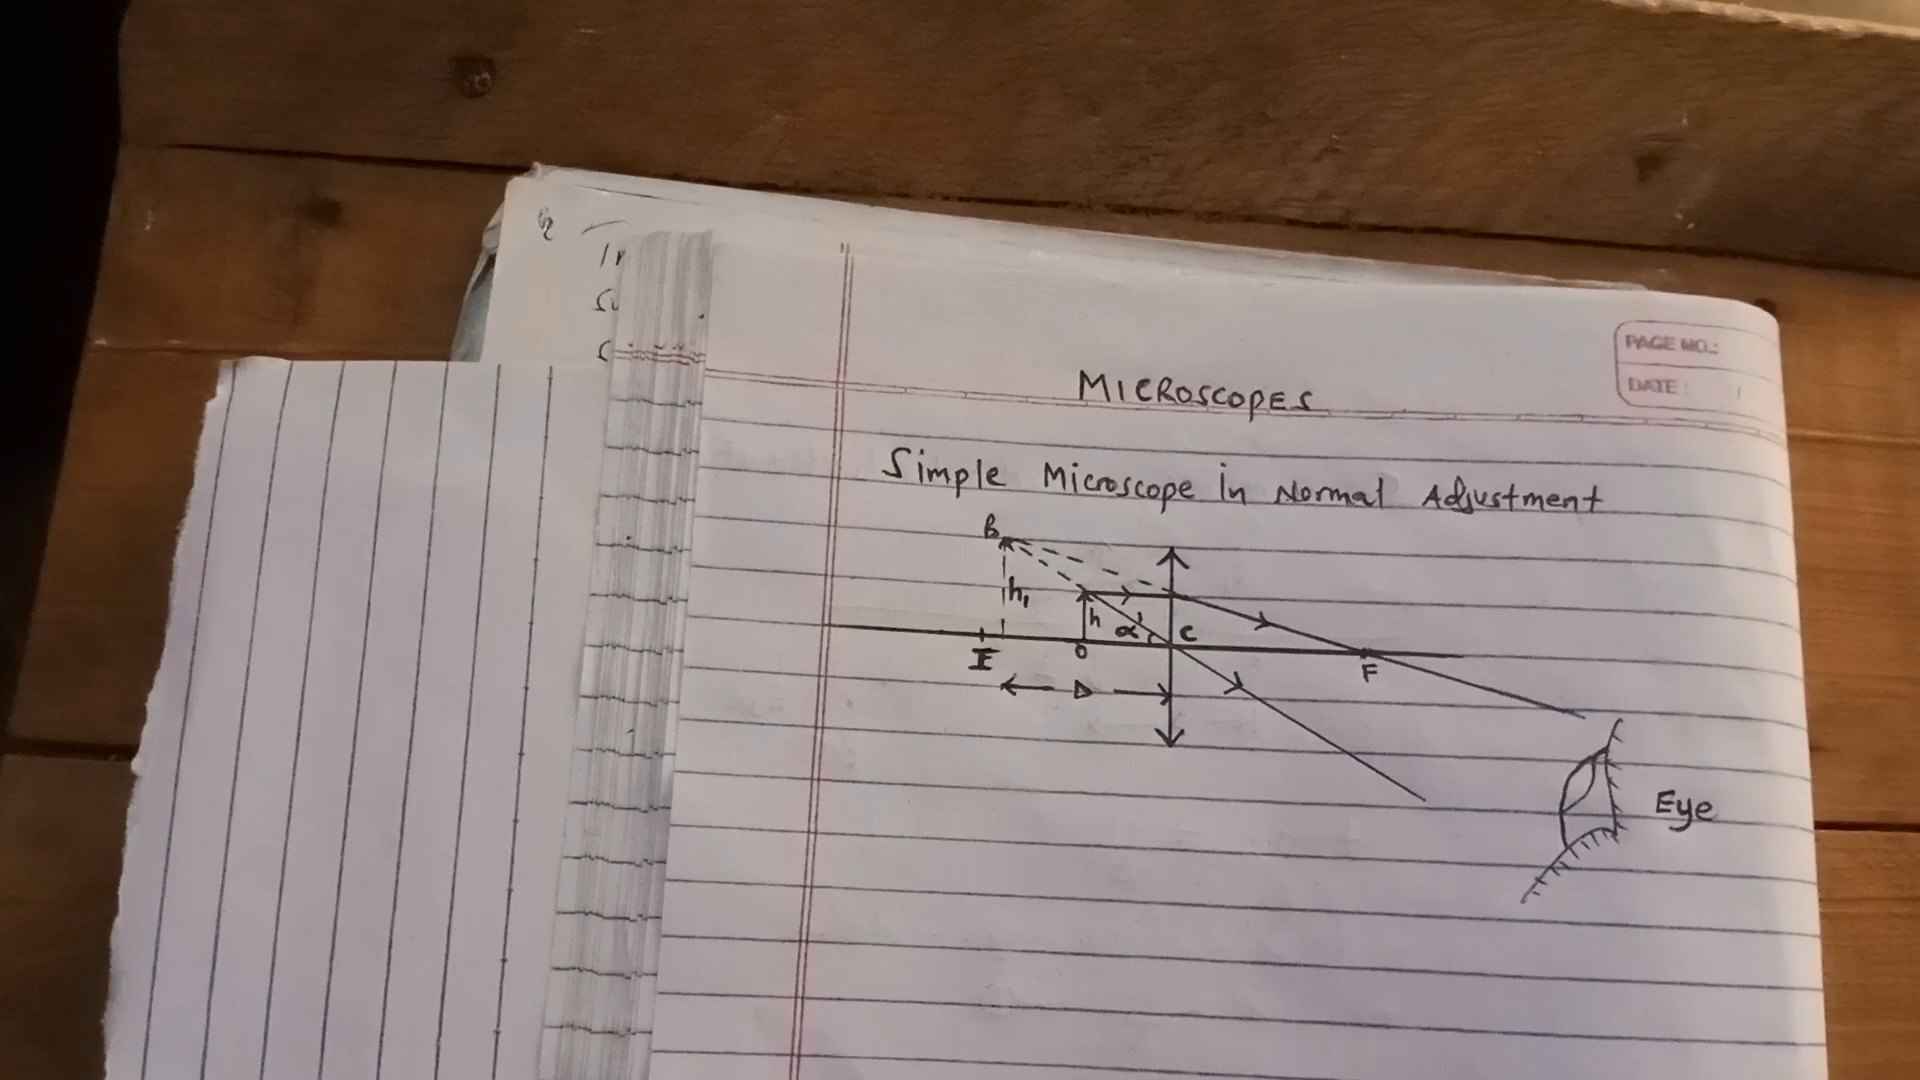 PAGE NO.:
DATE:
MICROSCOPES
Simple Microscope in Normal Adjustment
B
h₁
h
α
C
I
O
F
D
Eye